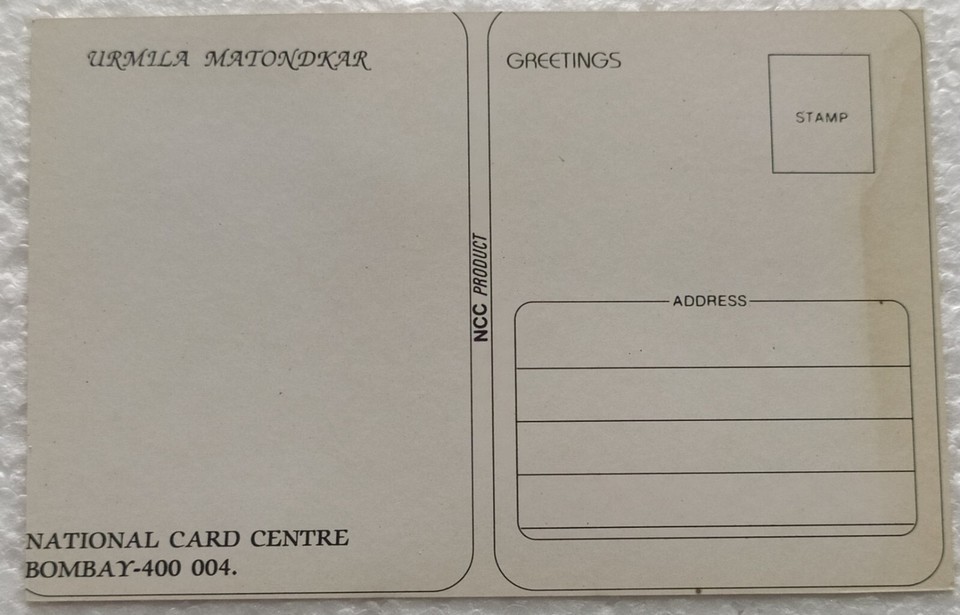 URMILA MATONDKAR
NATIONAL CARD CENTRE
BOMBAY-400 004.
NCC PRODUCT
GREETINGS
STAMP
ADDRESS